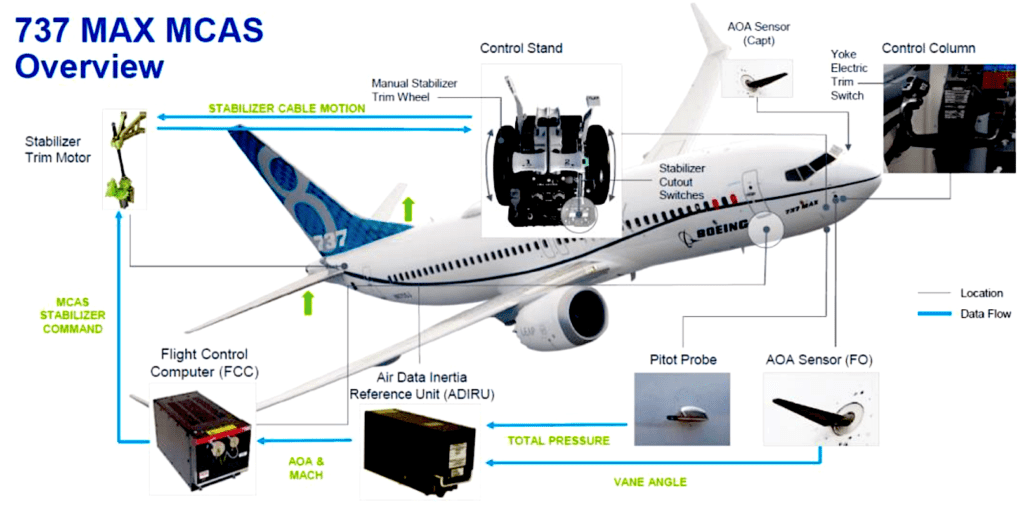 737 MAX MCAS
Overview
Control Stand
AOA Sensor
(Capt)
Yoke
Electric
Trim
Switch
Control Column
Manual Stabilizer
Trim Wheel
STABILIZER CABLE MOTION
Stabilizer
Trim Motor
1
2
Stabilizer
Cutout
Switches
737
BOEING
737 MAX
MCAS
STABILIZER
COMMAND
Location
Data Flow
Flight Control
Computer (FCC)
Air Data Inertia
Reference Unit (ADIRU)
Pitot Probe
AOA Sensor (FO)
TOTAL PRESSURE
AOA &
MACH
VANE ANGLE